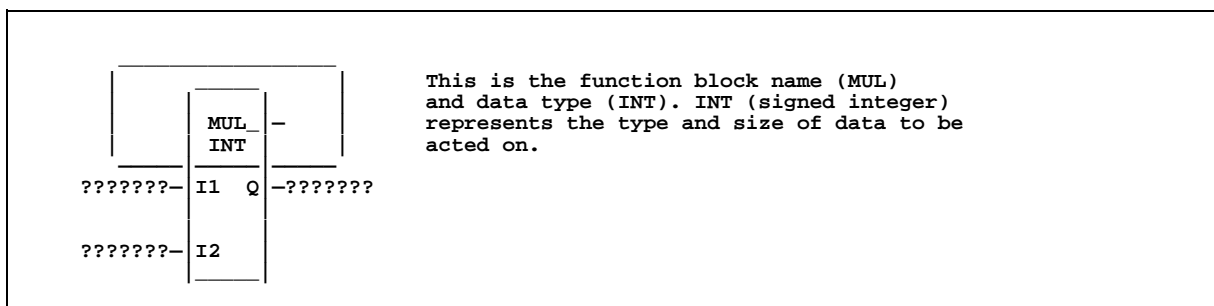 This is the function block name (MUL)
and data type (INT). INT (signed integer)
MUL_ represents the type and size of data to be
INT acted on.
???????–I1 Q–???????
???????–I2